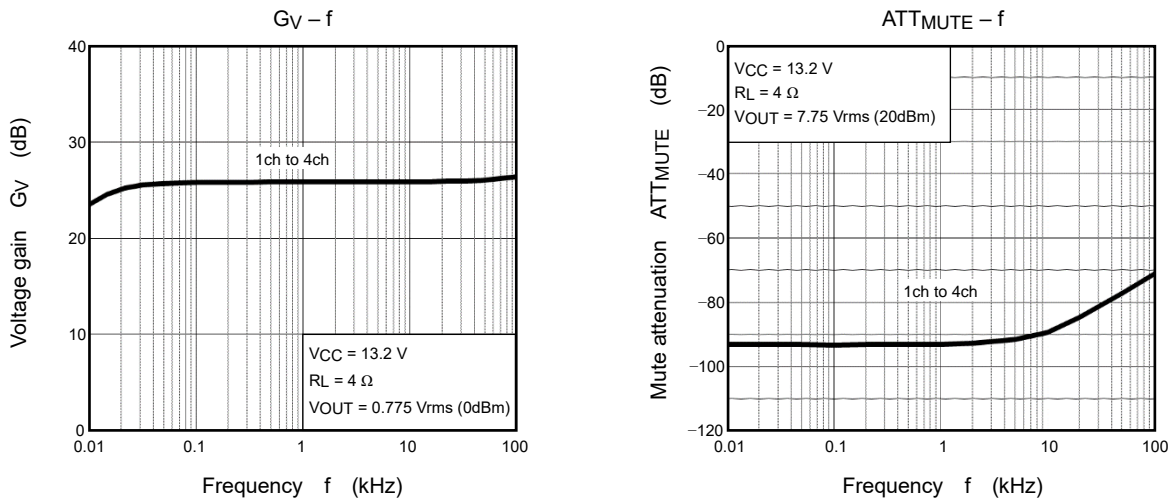 GV – f
Voltage gain GV (dB)
40
30
20
10
0
1ch to 4ch
VCC = 13.2 V
RL = 4 Ω
VOUT = 0.775 Vrms (0dBm)
0.01 0.1 1 10 100
Frequency f (kHz)
ATTMUTE – f
Mute attenuation ATTMUTE (dB)
0
−20
−40
−60
−80
−100
−120
VCC = 13.2 V
RL = 4 Ω
VOUT = 7.75 Vrms (20dBm)
1ch to 4ch
0.01 0.1 1 10 100
Frequency f (kHz)